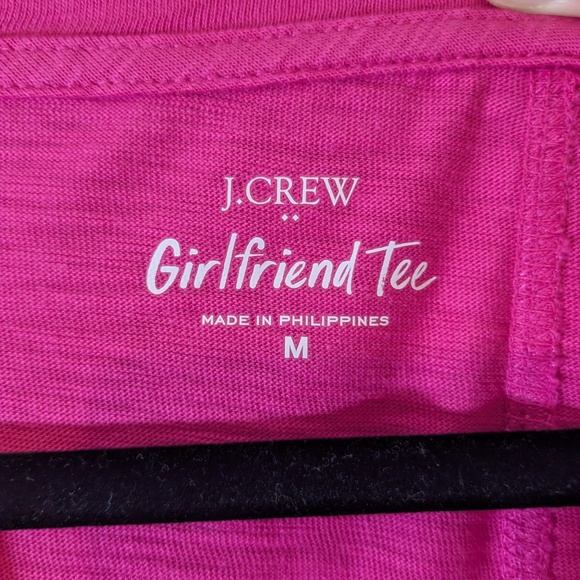 J.CREW
Girlfriend Tee
MADE IN PHILIPPINES
M